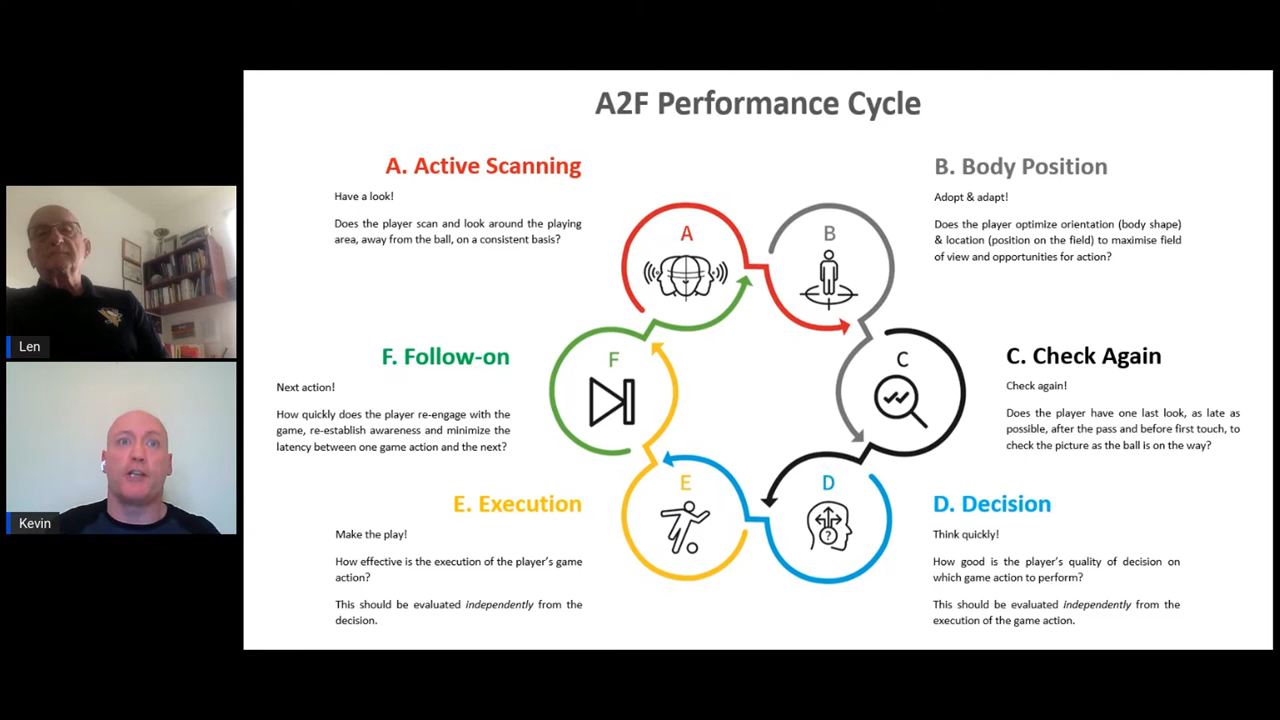 A2F Performance Cycle
A. Active Scanning
Have a look!
Does the player scan and look around the playing
area, away from the ball, on a consistent basis?
B. Body Position
Adopt & adapt!
Does the player optimize orientation (body shape)
& location (position on the field) to maximise field
of view and opportunities for action?
A
B
F. Follow-on
Next action!
How quickly does the player re-engage with the
game, re-establish awareness and minimize the
latency between one game action and the next?
F
C
C. Check Again
Check again!
Does the player have one last look, as late as
possible, after the pass and before first touch, to
check the picture as the ball is on the way?
E. Execution
Make the play!
How effective is the execution of the player's game
action?
This should be evaluated independently from the
decision.
E
D
?
D. Decision
Think quickly!
How good is the player's quality of decision on
which game action to perform?
This should be evaluated independently from the
execution of the game action.
Len
Kevin